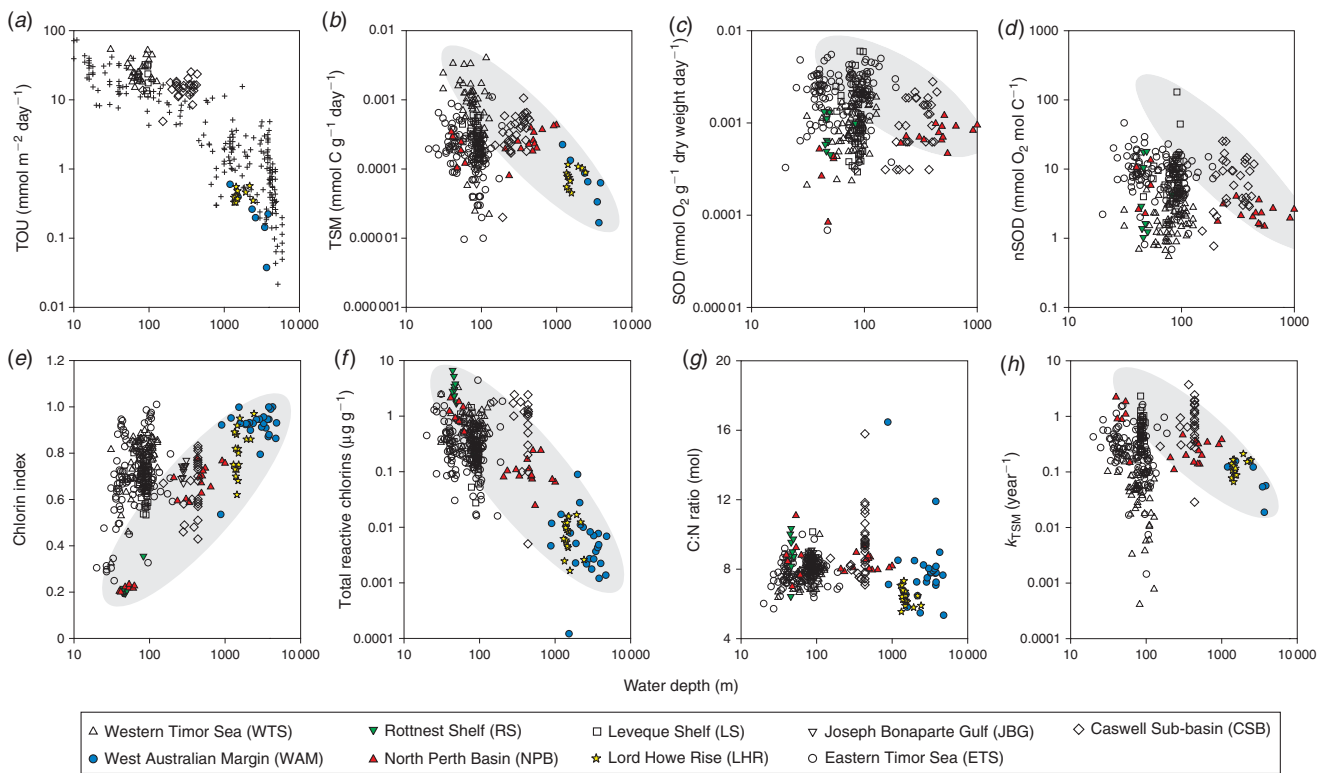 (a)
TOU (mmol m⁻² day⁻¹)
100
10
1
0.1
0.01
10 100 1000 10 000
(b)
TSM (mmol C g⁻¹ day⁻¹)
0.01
0.001
0.0001
0.00001
0.000 001
10 100 1000 10 000
(c)
SOD (mmol O₂ g⁻¹ dry weight day⁻¹)
0.01
0.001
0.0001
0.000 01
10 100 1000
(d)
nSOD (mmol O₂ mol C⁻¹)
1000
100
10
1
0.1
10 100 1000
(e)
Chlorin index
1.2
1.0
0.8
0.6
0.4
0.2
0
10 100 1000 10 000
(f)
Total reactive chlorins (µg g⁻¹)
10
1
0.1
0.01
0.001
0.0001
10 100 1000 10 000
(g)
C:N ratio (mol)
20
16
12
8
4
10 100 1000 10 000
(h)
kTSM (year⁻¹)
10
1
0.1
0.01
0.001
0.0001
10 100 1000 10 000
Water depth (m)
Western Timor Sea (WTS)
Rottnest Shelf (RS)
Leveque Shelf (LS)
Joseph Bonaparte Gulf (JBG)
Caswell Sub-basin (CSB)
West Australian Margin (WAM)
North Perth Basin (NPB)
Lord Howe Rise (LHR)
Eastern Timor Sea (ETS)